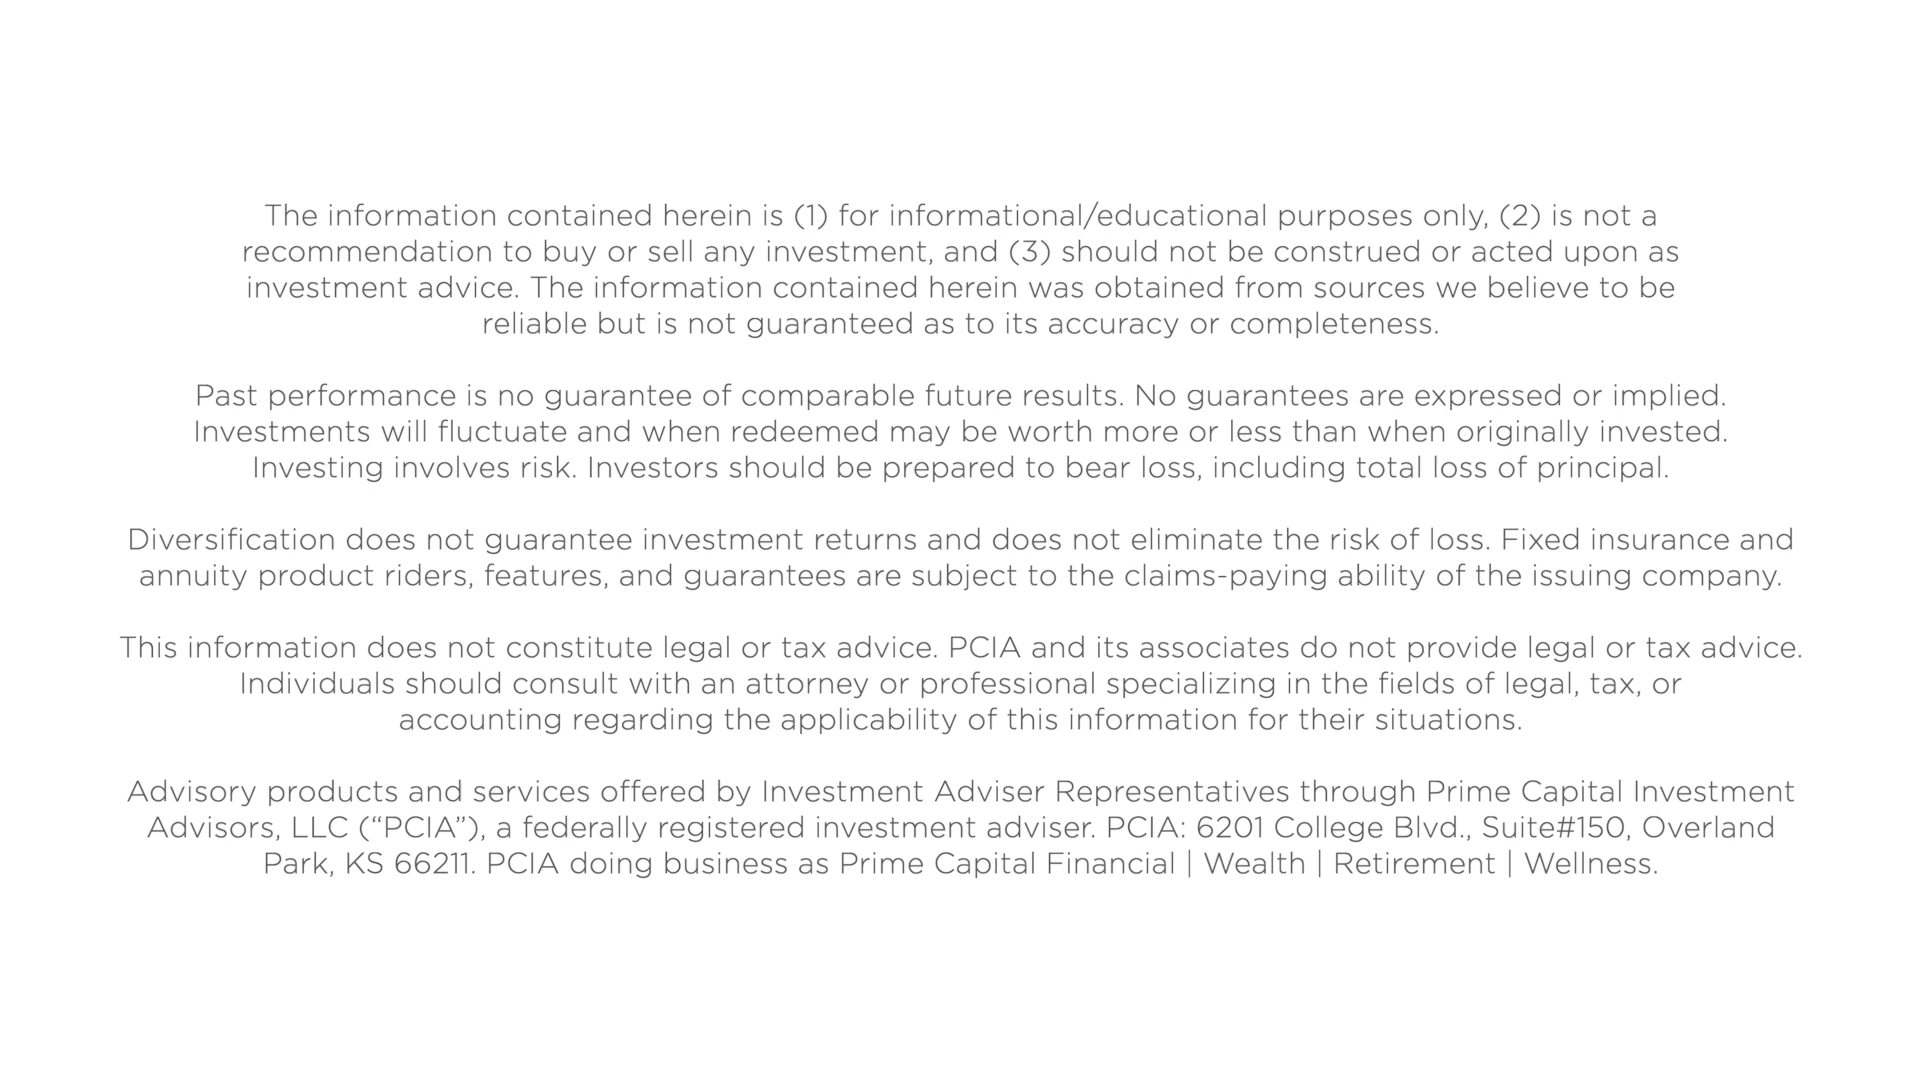 The information contained herein is (1) for informational/educational purposes only, (2) is not a
recommendation to buy or sell any investment, and (3) should not be construed or acted upon as
investment advice. The information contained herein was obtained from sources we believe to be
reliable but is not guaranteed as to its accuracy or completeness.
Past performance is no guarantee of comparable future results. No guarantees are expressed or implied.
Investments will fluctuate and when redeemed may be worth more or less than when originally invested.
Investing involves risk. Investors should be prepared to bear loss, including total loss of principal.
Diversification does not guarantee investment returns and does not eliminate the risk of loss. Fixed insurance and
annuity product riders, features, and guarantees are subject to the claims-paying ability of the issuing company.
This information does not constitute legal or tax advice. PCIA and its associates do not provide legal or tax advice.
Individuals should consult with an attorney or professional specializing in the fields of legal, tax, or
accounting regarding the applicability of this information for their situations.
Advisory products and services offered by Investment Adviser Representatives through Prime Capital Investment
Advisors, LLC (“PCIA”), a federally registered investment adviser. PCIA: 6201 College Blvd., Suite#150, Overland
Park, KS 66211. PCIA doing business as Prime Capital Financial | Wealth | Retirement | Wellness.